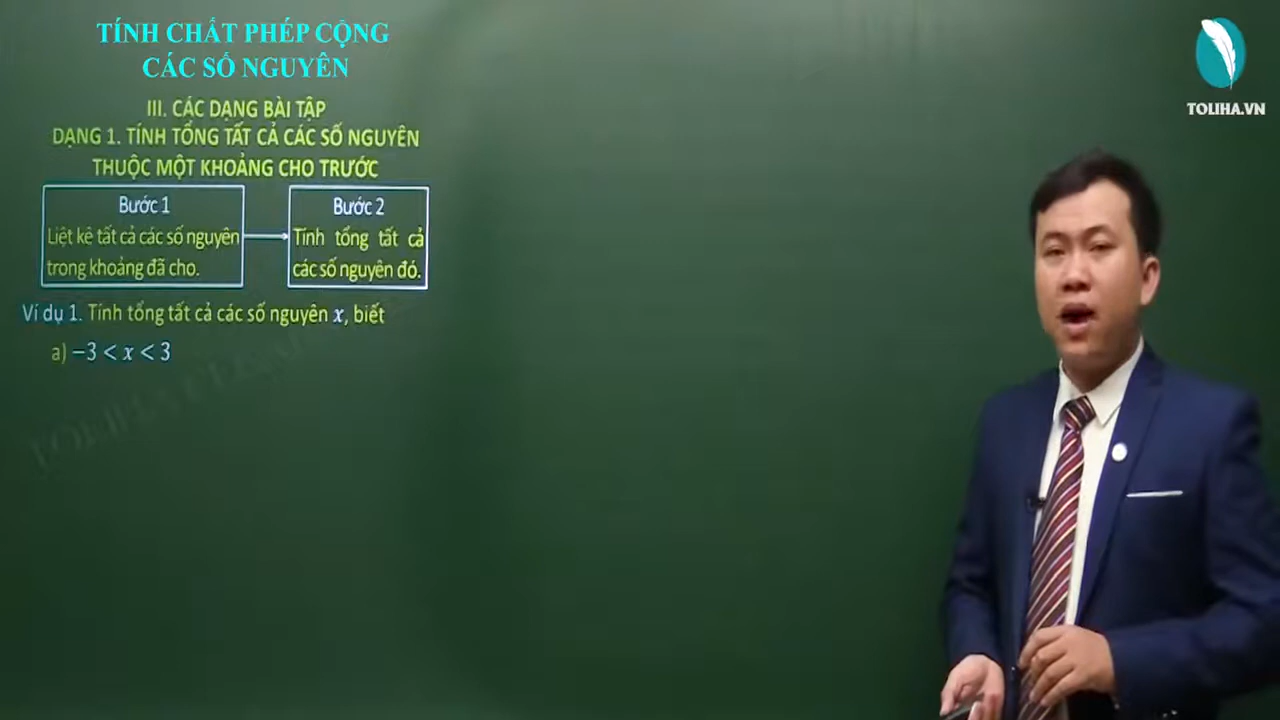 TÍNH CHẤT PHÉP CỘNG
CÁC SỐ NGUYÊN
III. CÁC DẠNG BÀI TẬP
DẠNG 1. TÍNH TỔNG TẤT CẢ CÁC SỐ NGUYÊN
THUỘC MỘT KHOẢNG CHO TRƯỚC
Bước 1
Liệt kê tất cả các số nguyên
trong khoảng đã cho.
Bước 2
Tính tổng tất cả
các số nguyên đó.
Ví dụ 1. Tính tổng tất cả các số nguyên x, biết
a) −3 < x < 3
TOLIHA.VN